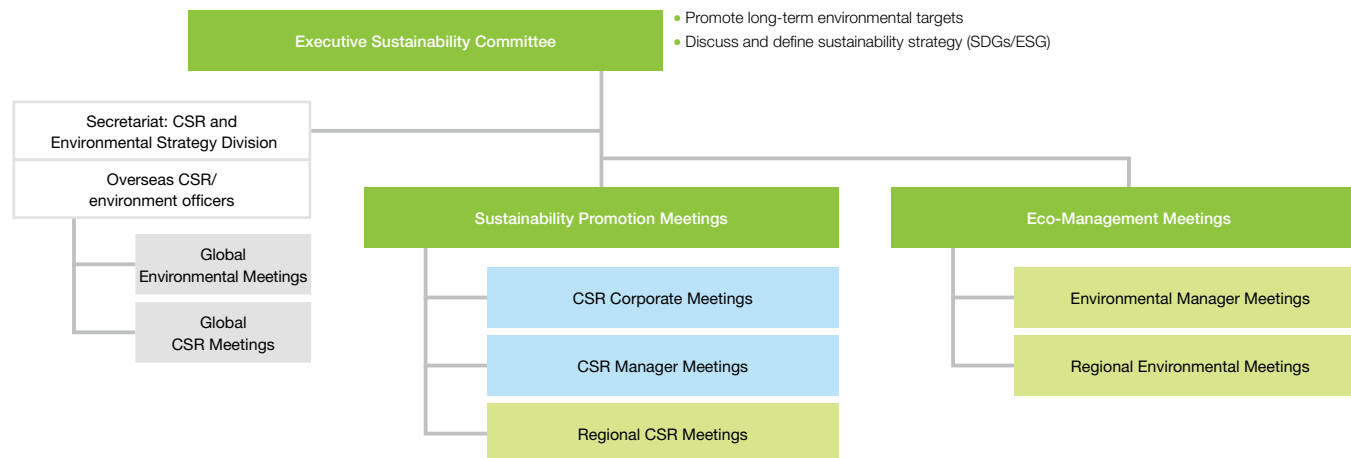 Executive Sustainability Committee
• Promote long-term environmental targets
• Discuss and define sustainability strategy (SDGs/ESG)
Secretariat: CSR and
Environmental Strategy Division
Overseas CSR/
environment officers
Global
Environmental Meetings
Global
CSR Meetings
Sustainability Promotion Meetings
CSR Corporate Meetings
CSR Manager Meetings
Regional CSR Meetings
Eco-Management Meetings
Environmental Manager Meetings
Regional Environmental Meetings